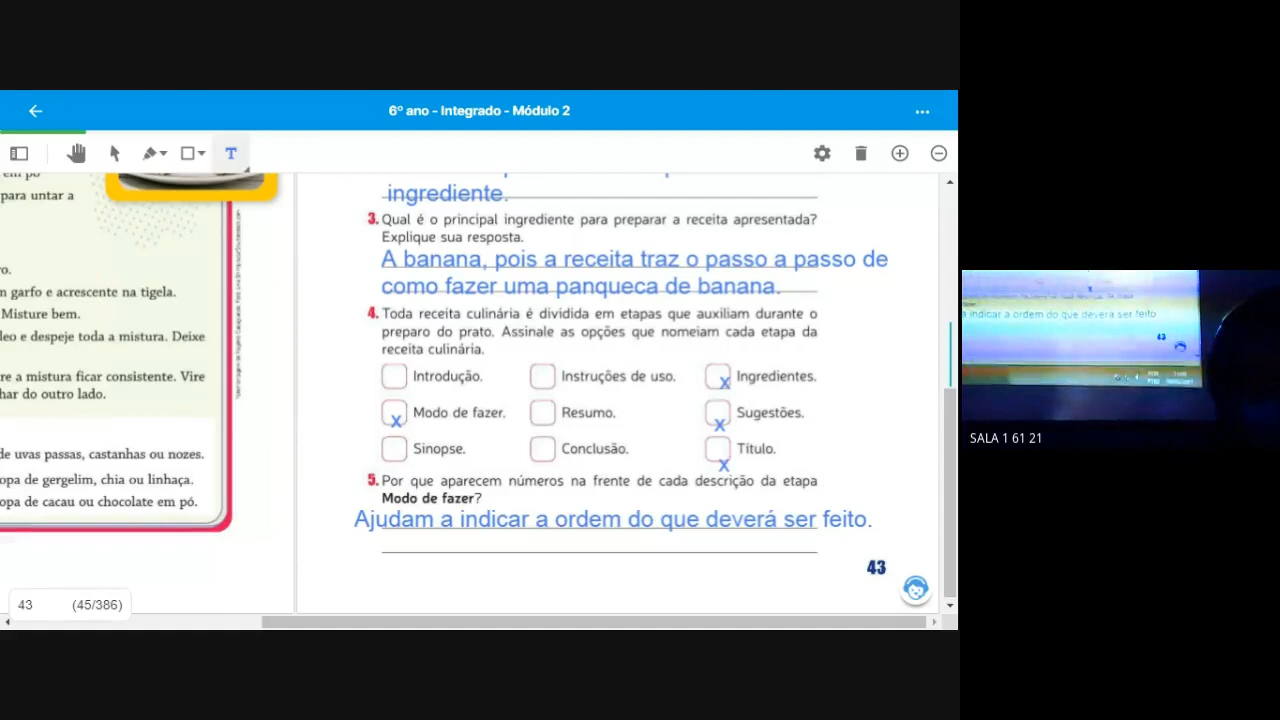 6º ano - Integrado - Módulo 2
em pó
para untar a
ro.
m garfo e acrescente na tigela.
Misture bem.
leo e despeje toda a mistura. Deixe
re a mistura ficar consistente. Vire
har do outro lado.
de uvas passas, castanhas ou nozes.
opa de gergelim, chia ou linhaça.
opa de cacau ou chocolate em pó.
43 (45/386)
ingrediente.
3. Qual é o principal ingrediente para preparar a receita apresentada?
Explique sua resposta.
A banana, pois a receita traz o passo a passo de
como fazer uma panqueca de banana.
4. Toda receita culinária é dividida em etapas que auxiliam durante o
preparo do prato. Assinale as opções que nomeiam cada etapa da
receita culinária.
Introdução. Instruções de uso. x Ingredientes.
x Modo de fazer. Resumo. x Sugestões.
Sinopse. Conclusão. x Título.
5. Por que aparecem números na frente de cada descrição da etapa
Modo de fazer?
Ajudam a indicar a ordem do que deverá ser feito.
43
a indicar a ordem do que deverá ser feito
43
SALA 1 61 21